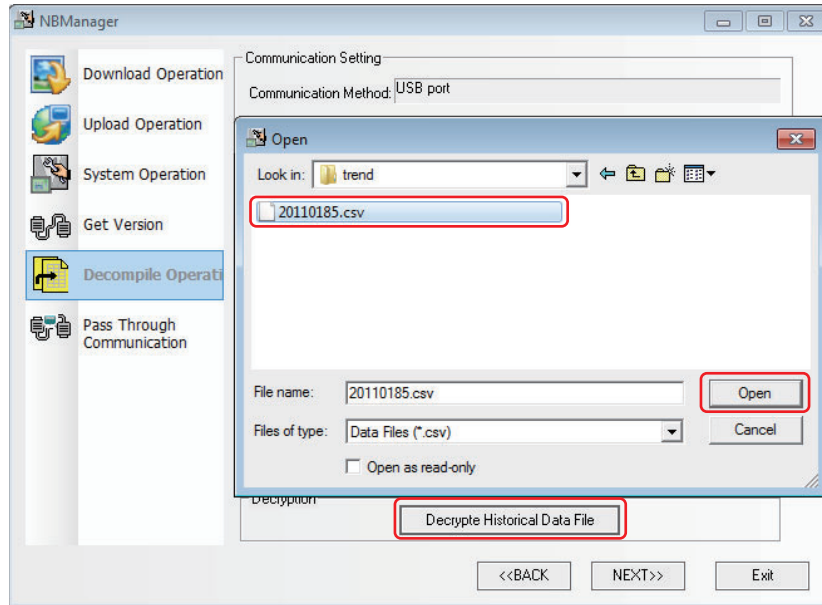 NBManager
Download Operation
Upload Operation
System Operation
Get Version
Decompile Operati
Pass Through
Communication
Communication Setting
Communication Method: USB port
Open
Look in: trend
20110185.csv
File name: 20110185.csv
Open
Files of type: Data Files (*.csv)
Cancel
Open as read-only
Decryption
Decrypte Historical Data File
<<BACK NEXT>> Exit